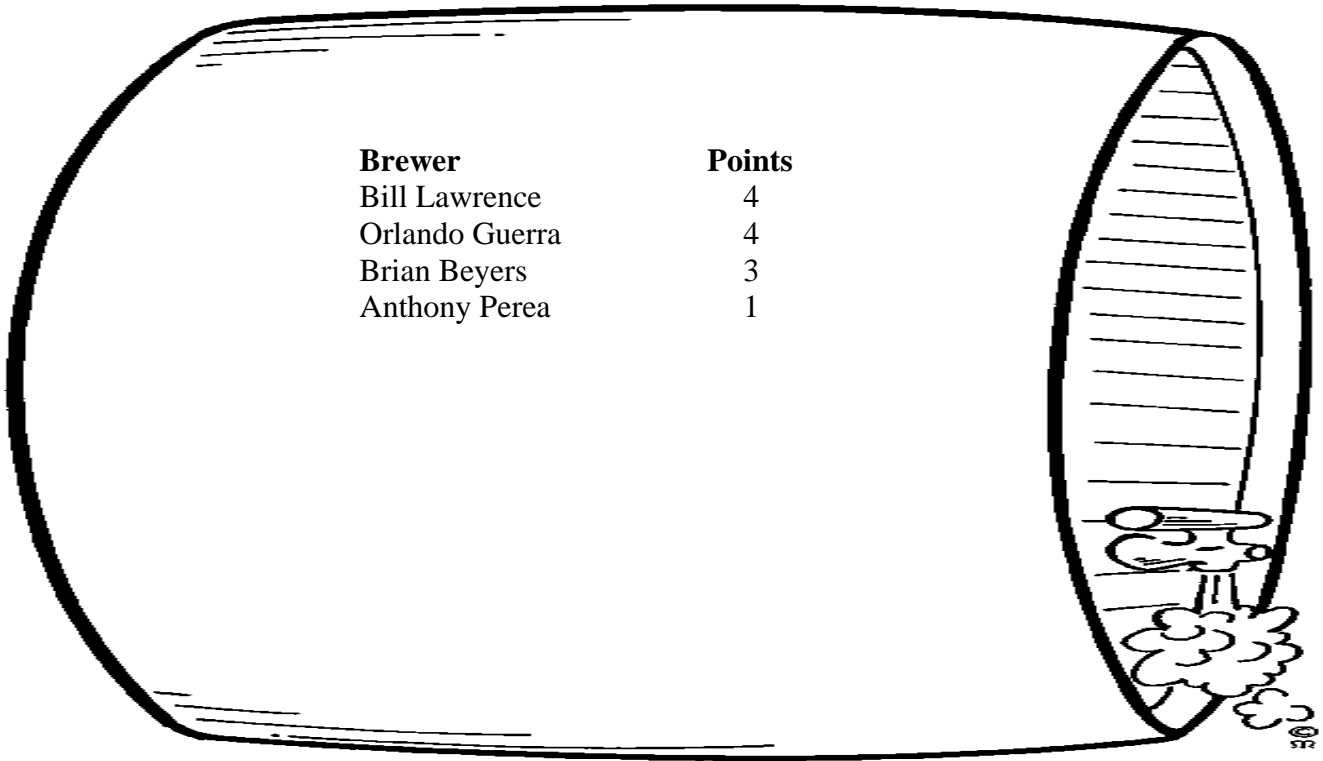 Brewer Points
Bill Lawrence 4
Orlando Guerra 4
Brian Beyers 3
Anthony Perea 1
©